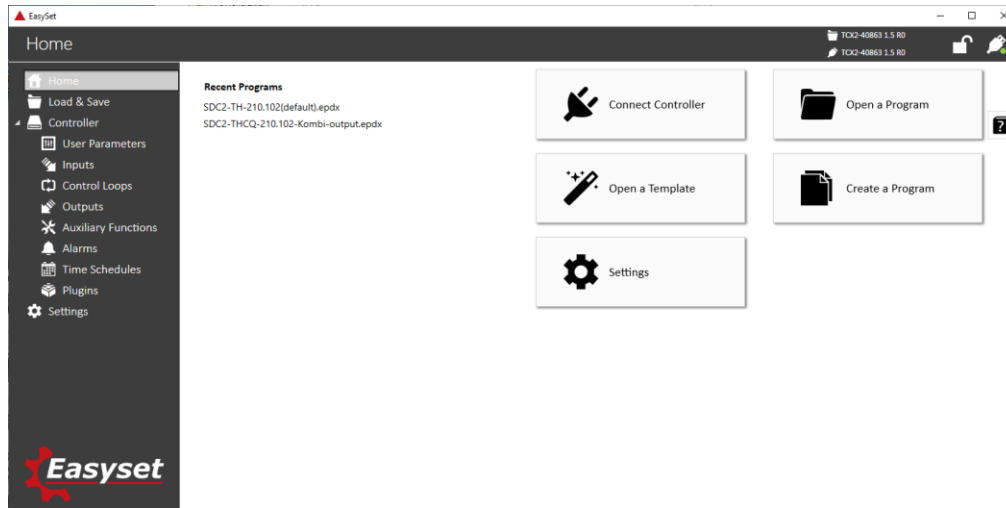 EasySet
Home
TCX2-40863 1.5 R0
TCX2-40863 1.5 R0
Home
Load & Save
Controller
User Parameters
Inputs
Control Loops
Outputs
Auxiliary Functions
Alarms
Time Schedules
Plugins
Settings
Recent Programs
SDC2-TH-210.102(default).epdx
SDC2-THCQ-210.102-Kombi-output.epdx
Connect Controller
Open a Program
Open a Template
Create a Program
Settings
?
Easyset